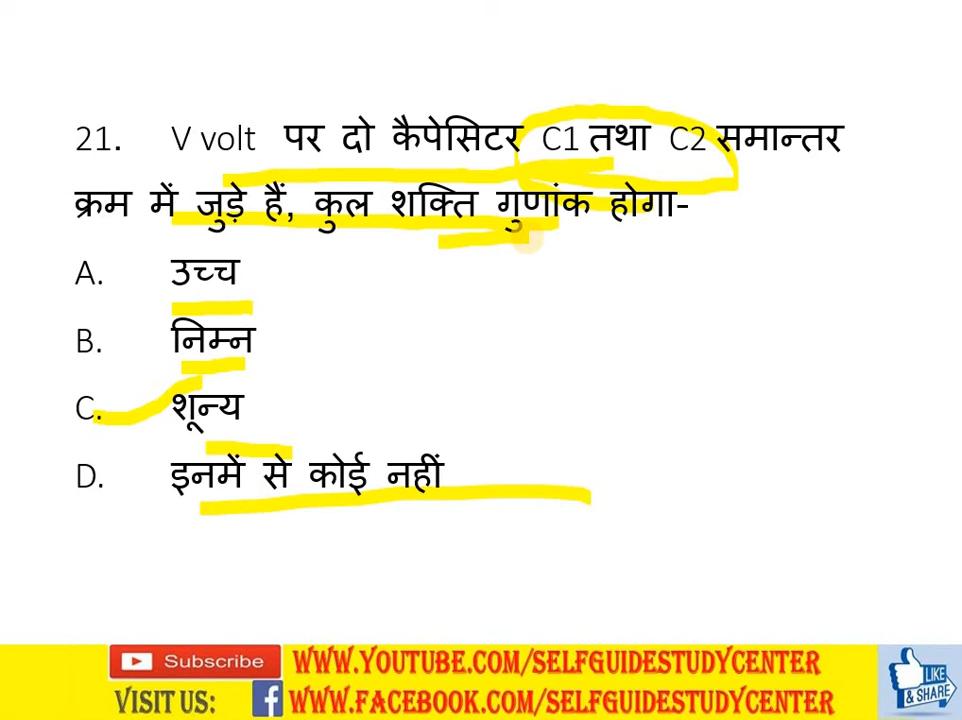 21. V volt पर दो कैपेसिटर C1 तथा C2 समान्तर
क्रम में जुड़े हैं, कुल शक्ति गुणांक होगा-
A. उच्च
B. निम्न
C. शून्य
D. इनमें से कोई नहीं
Subscribe WWW.YOUTUBE.COM/SELFGUIDESTUDYCENTER
VISIT US: f WWW.FACEBOOK.COM/SELFGUIDESTUDYCENTER
LIKE
& SHARE